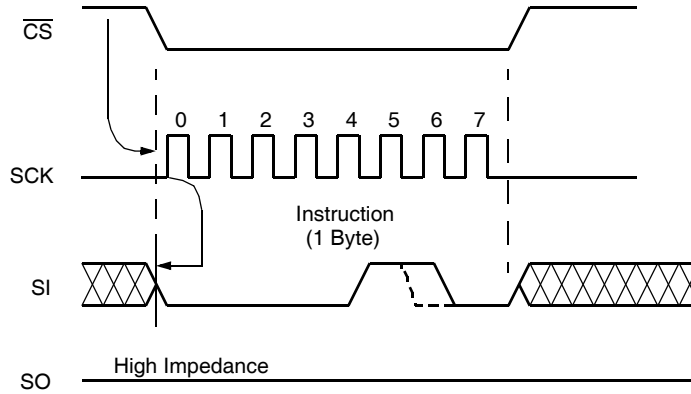 CS
0 1 2 3 4 5 6 7
SCK
Instruction
(1 Byte)
SI
High Impedance
SO